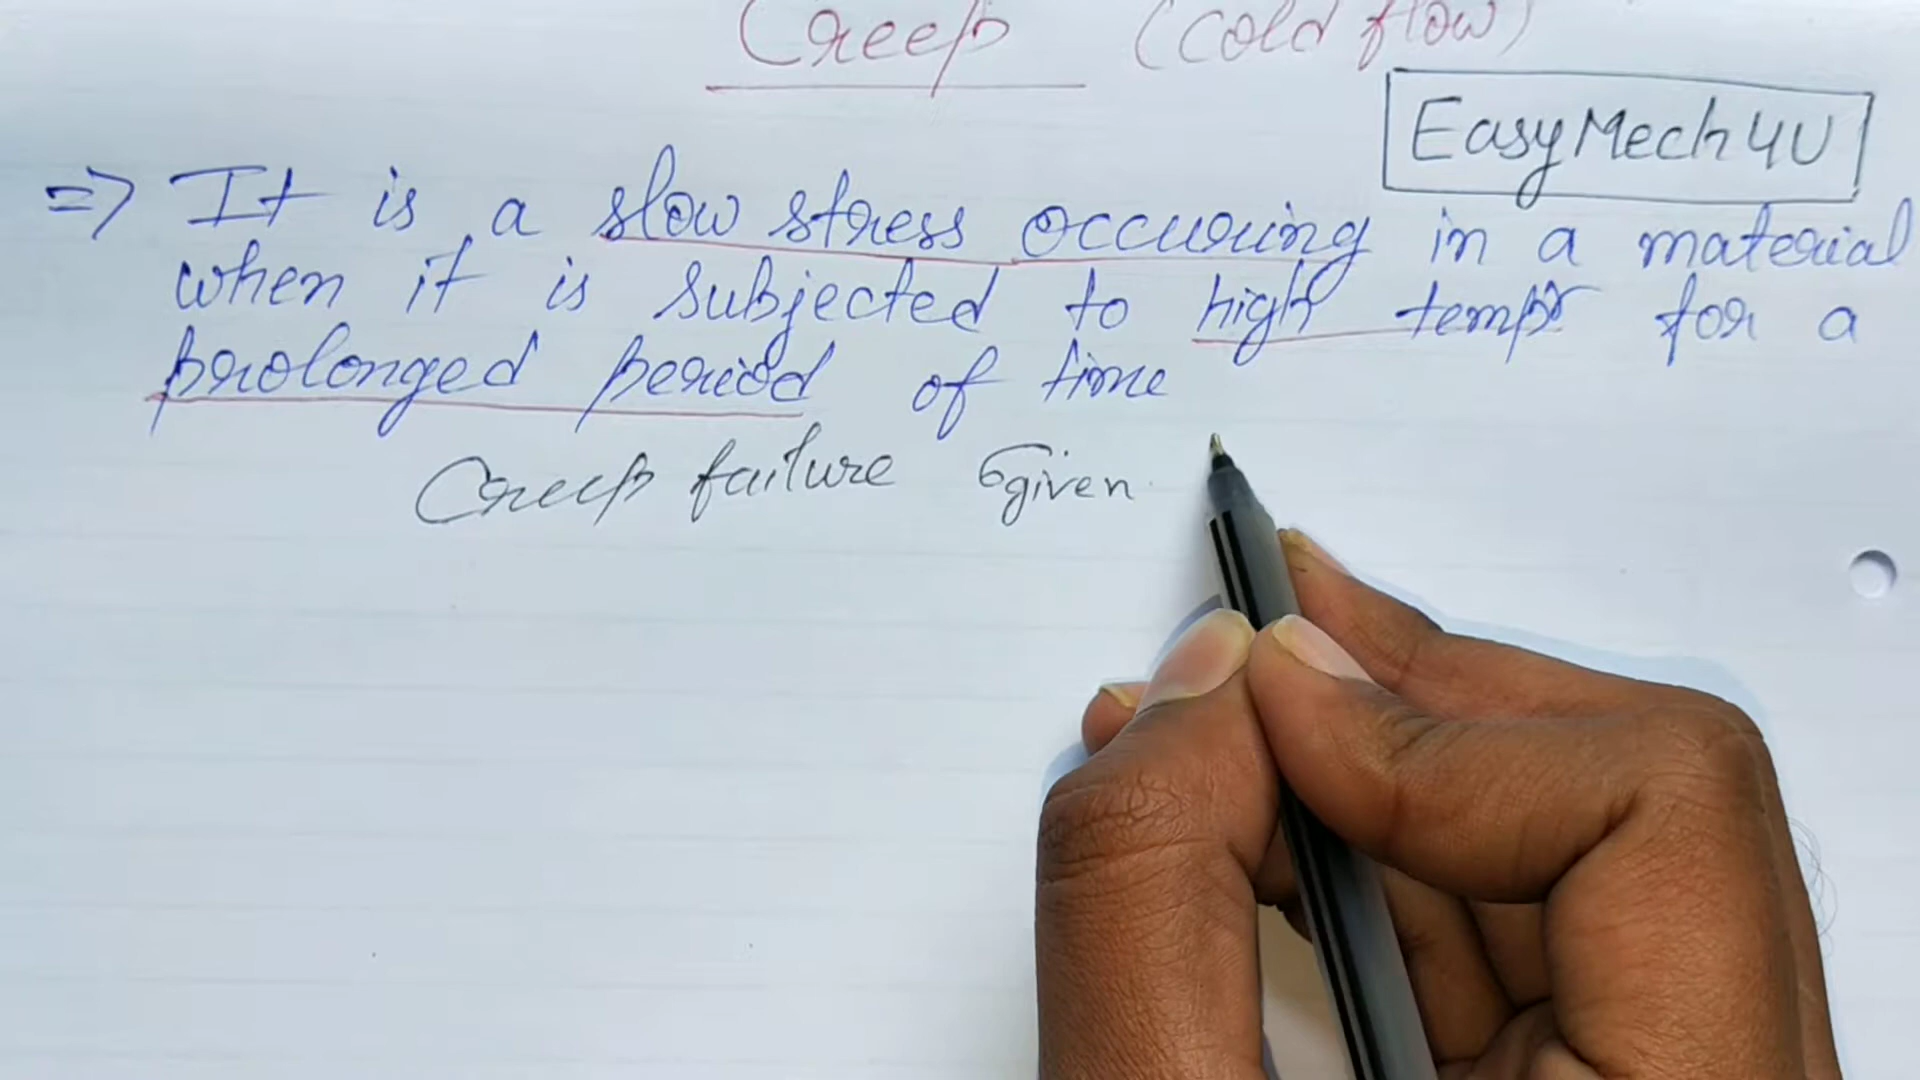 Creep (cold flow)
EasyMech4U
=> It is a slow stress occuring in a material
when it is subjected to high tempr for a
prolonged period of time
Creep failure σgiven